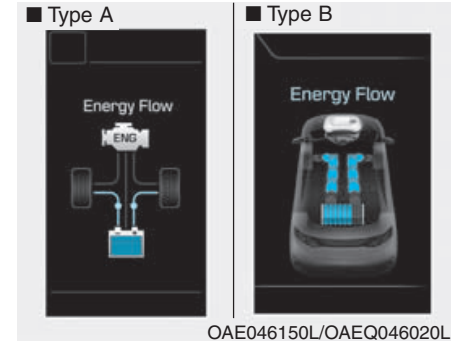 ■ Type A
■ Type B
Energy Flow
ENG
Energy Flow
OAE046150L/OAEQ046020L